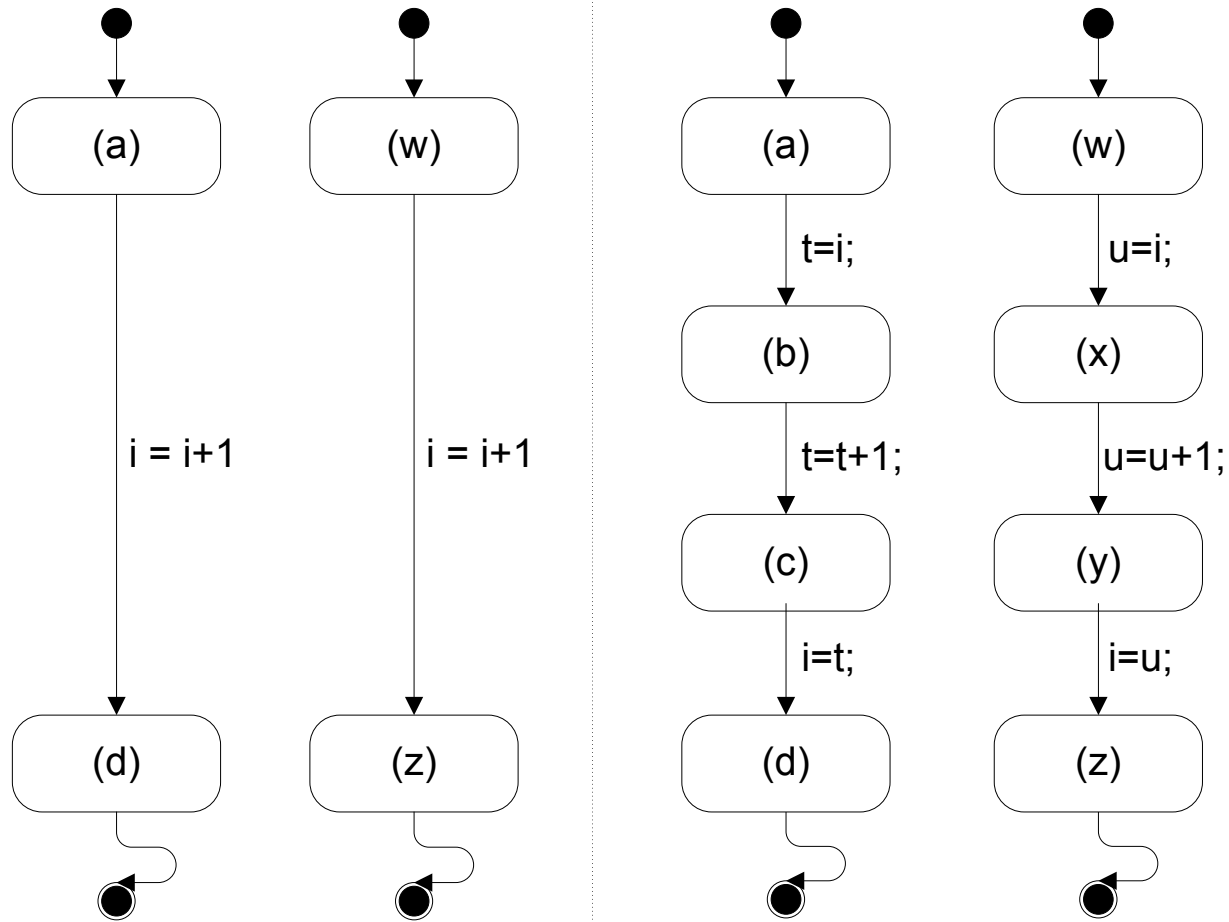 (a)
(w)
i = i+1
i = i+1
(d)
(z)
(a)
(w)
t=i;
u=i;
(b)
(x)
t=t+1;
u=u+1;
(c)
(y)
i=t;
i=u;
(d)
(z)